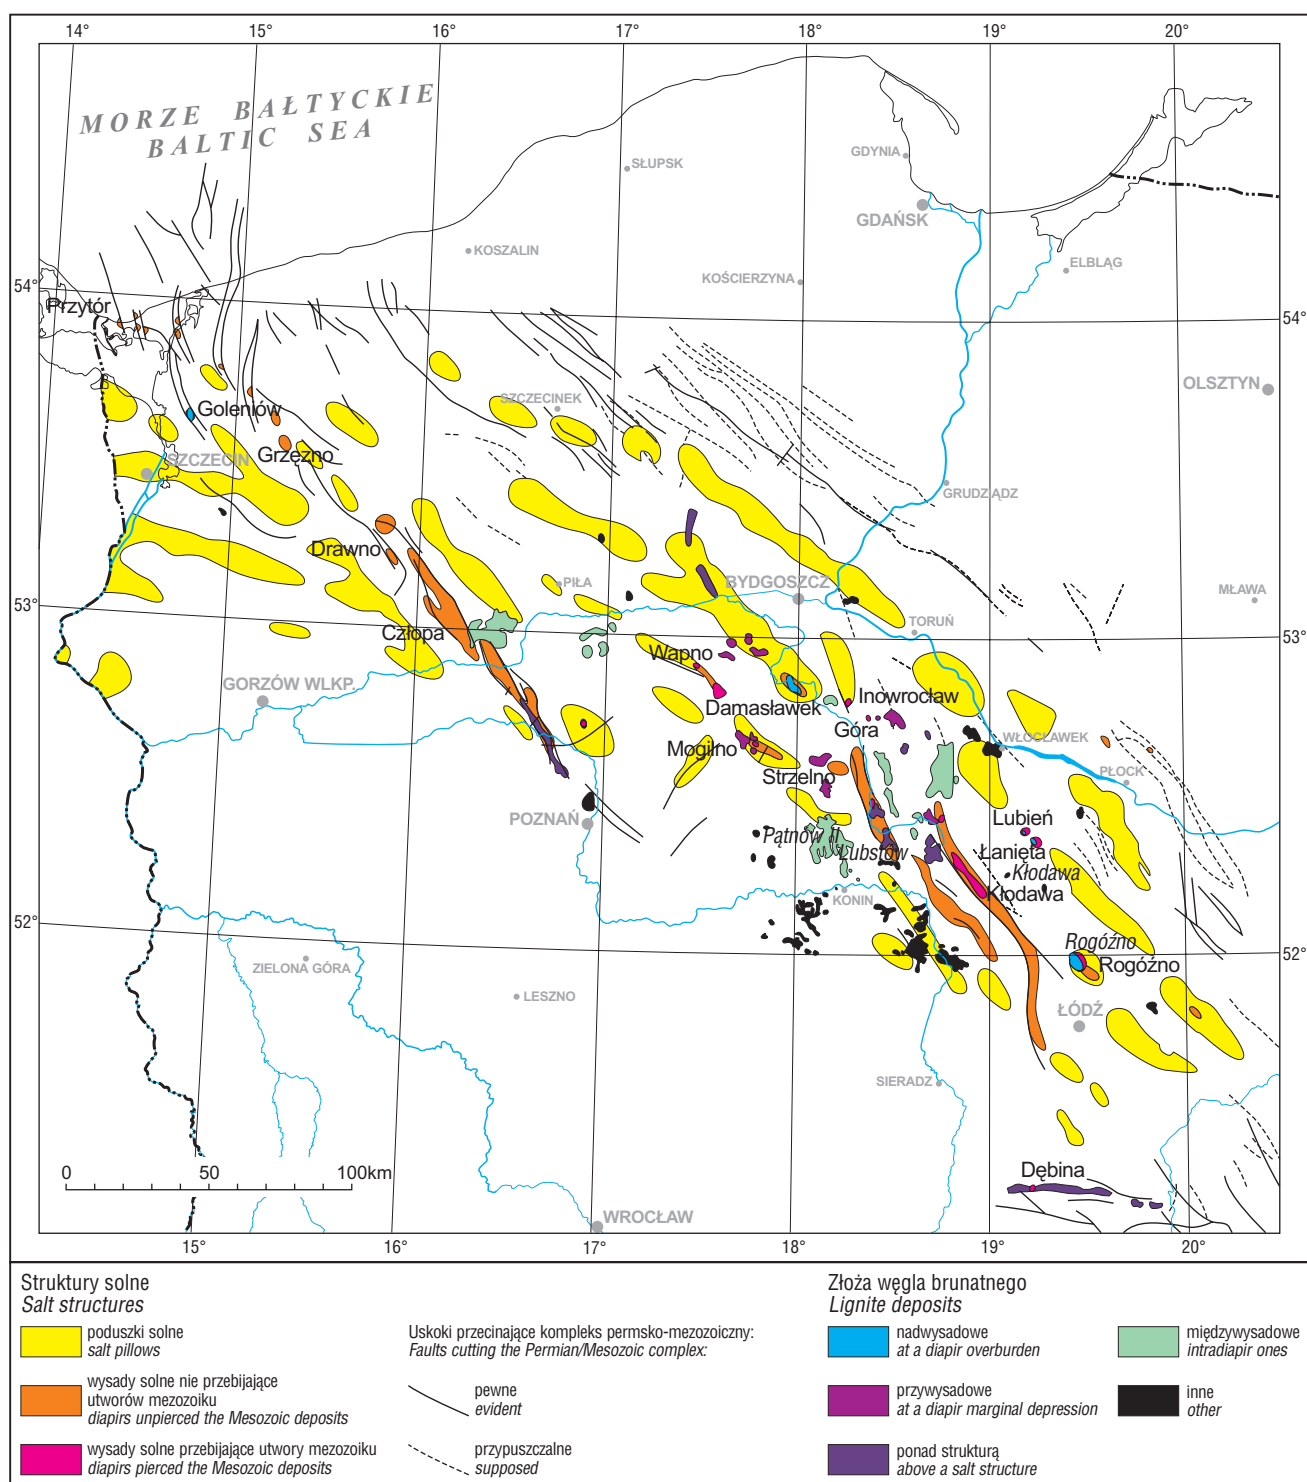 14°
15°
16°
17°
18°
19°
20°
MORZE BAŁTYCKIE
BALTIC SEA
SŁUPSK
GDYNIA
GDAŃSK
KOSZALIN
KOŚCIERZYNA
ELBLĄG
54°
54°
Przytór
OLSZTYN
SZCZECINEK
Goleniów
Grzęzno
SZCZECIN
GRUDZIĄDZ
Drawno
PIŁA
BYDGOSZCZ
MŁAWA
53°
53°
TORUŃ
Człopa
Wapno
GORZÓW WLKP.
Damasławek
Inowrocław
Góra
Mogilno
WŁOCŁAWEK
Strzelno
PŁOCK
POZNAŃ
Lubień
Pątnów II
Lubstów
Łanięta
Kłodawa
Kłodawa
KONIN
52°
52°
Rogóźno
Rogóźno
ZIELONA GÓRA
LESZNO
ŁÓDŹ
SIERADZ
0
50
100km
Dębina
WROCŁAW
15°
16°
17°
18°
19°
20°
Struktury solne
Salt structures
poduszki solne
salt pillows
wysady solne nie przebijające
utworów mezozoiku
diapirs unpierced the Mesozoic deposits
wysady solne przebijające utwory mezozoiku
diapirs pierced the Mesozoic deposits
Uskoki przecinające kompleks permsko-mezozoiczny:
Faults cutting the Permian/Mesozoic complex:
pewne
evident
przypuszczalne
supposed
Złoża węgla brunatnego
Lignite deposits
nadwysadowe
at a diapir overburden
przywysadowe
at a diapir marginal depression
ponad strukturą
above a salt structure
międzywysadowe
intradiapir ones
inne
other